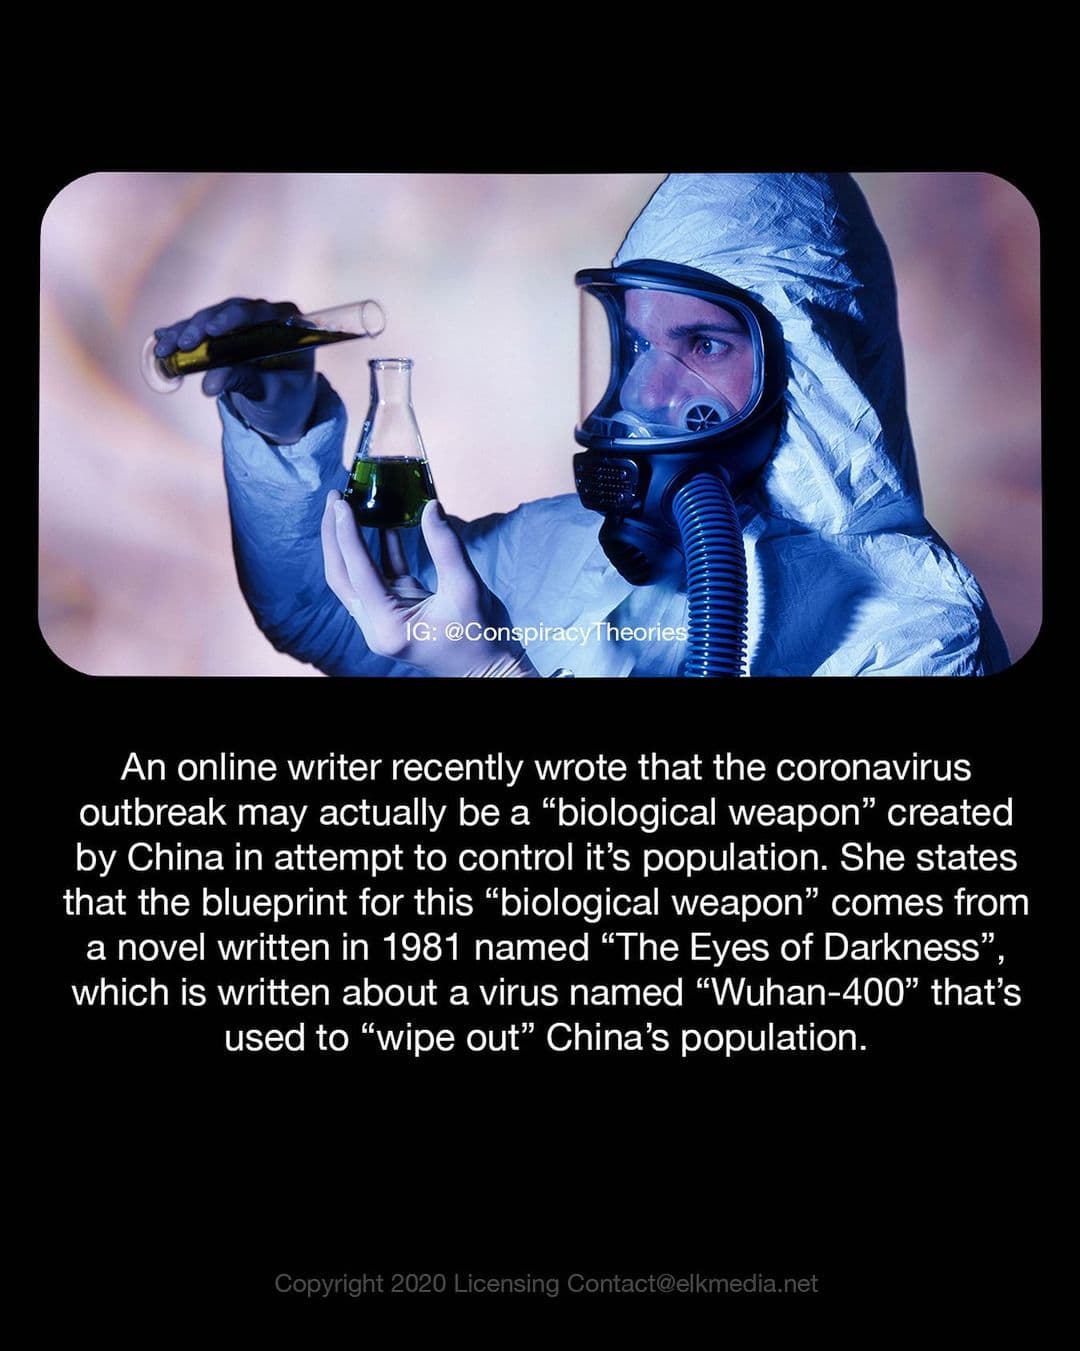 IG: @ConspiracyTheories
An online writer recently wrote that the coronavirus
outbreak may actually be a “biological weapon” created
by China in attempt to control it’s population. She states
that the blueprint for this “biological weapon” comes from
a novel written in 1981 named “The Eyes of Darkness”,
which is written about a virus named “Wuhan-400” that’s
used to “wipe out” China’s population.
Copyright 2020 Licensing Contact@elkmedia.net